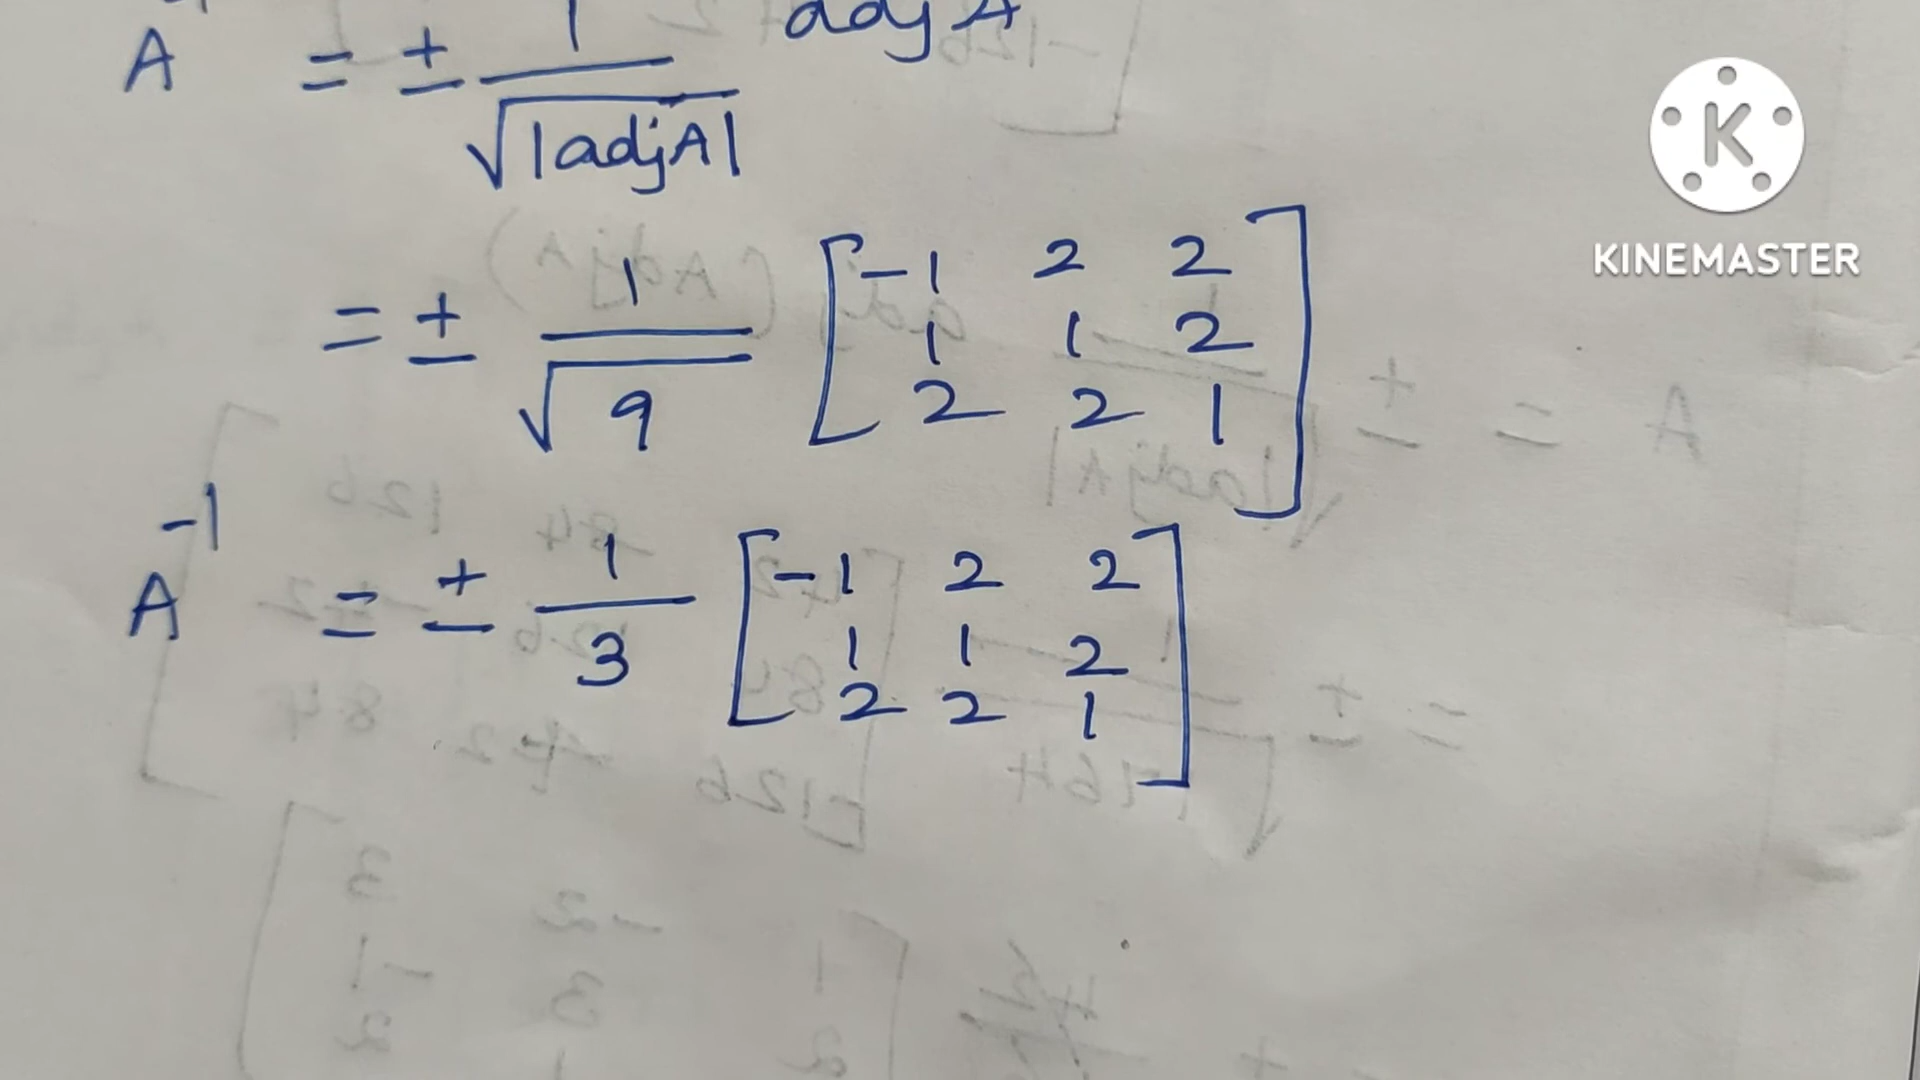 A⁻¹ = ± 1/√|adj A| adj A
= ± 1/√9 [-1 2 2
1 1 2
2 2 1]
A⁻¹ = ± 1/3 [-1 2 2
1 1 2
2 2 1]
K
KINEMASTER